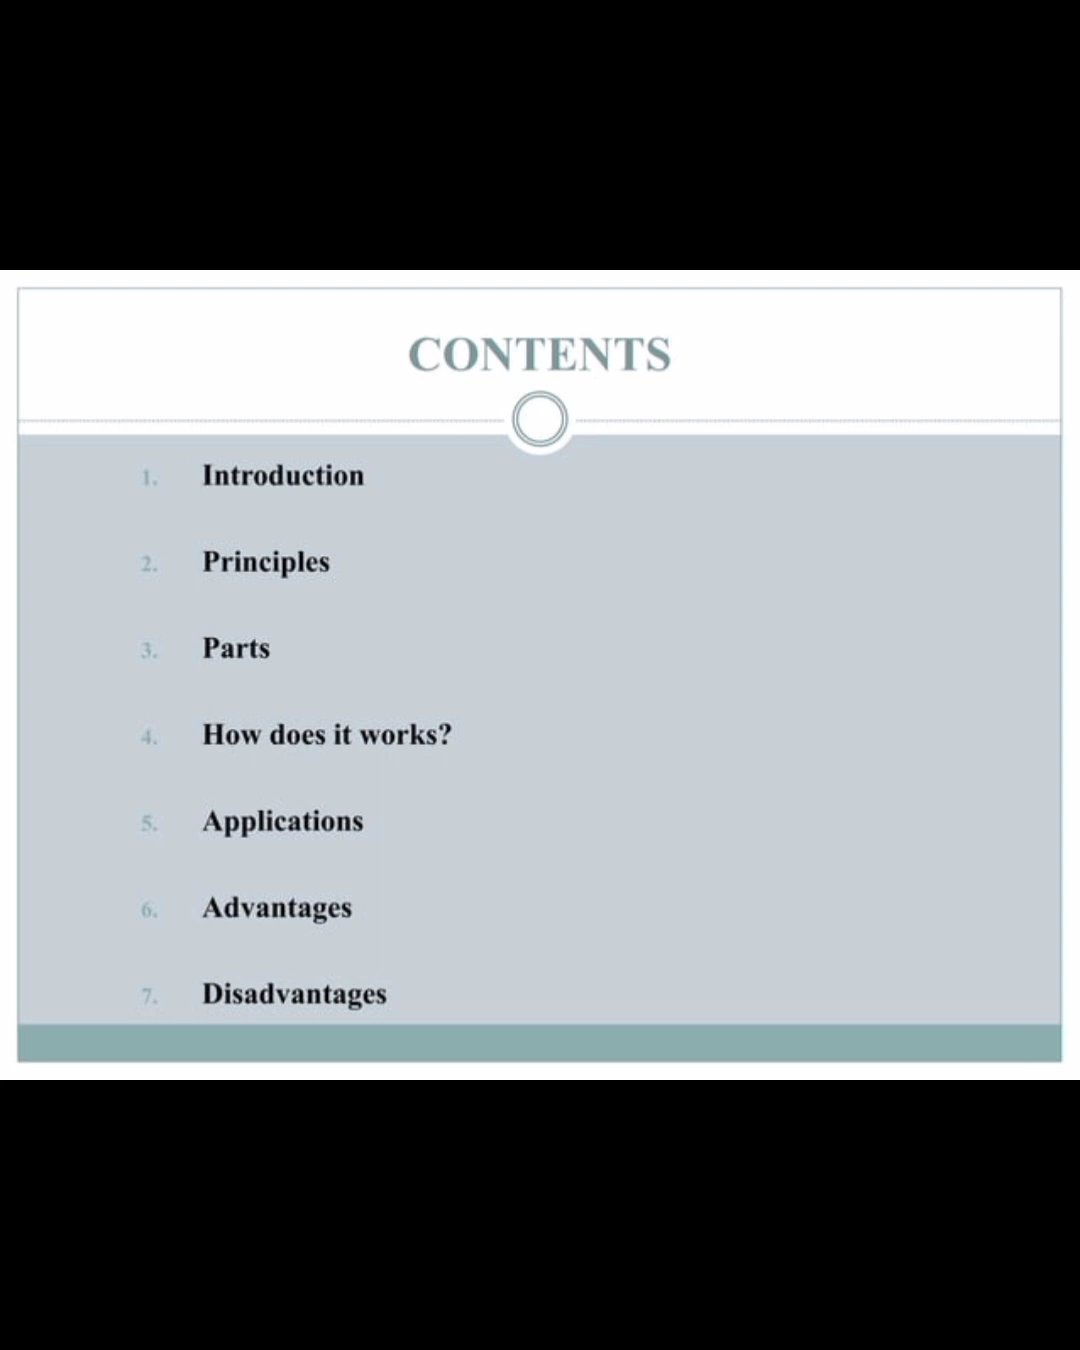 CONTENTS
1. Introduction
2. Principles
3. Parts
4. How does it works?
5. Applications
6. Advantages
7. Disadvantages